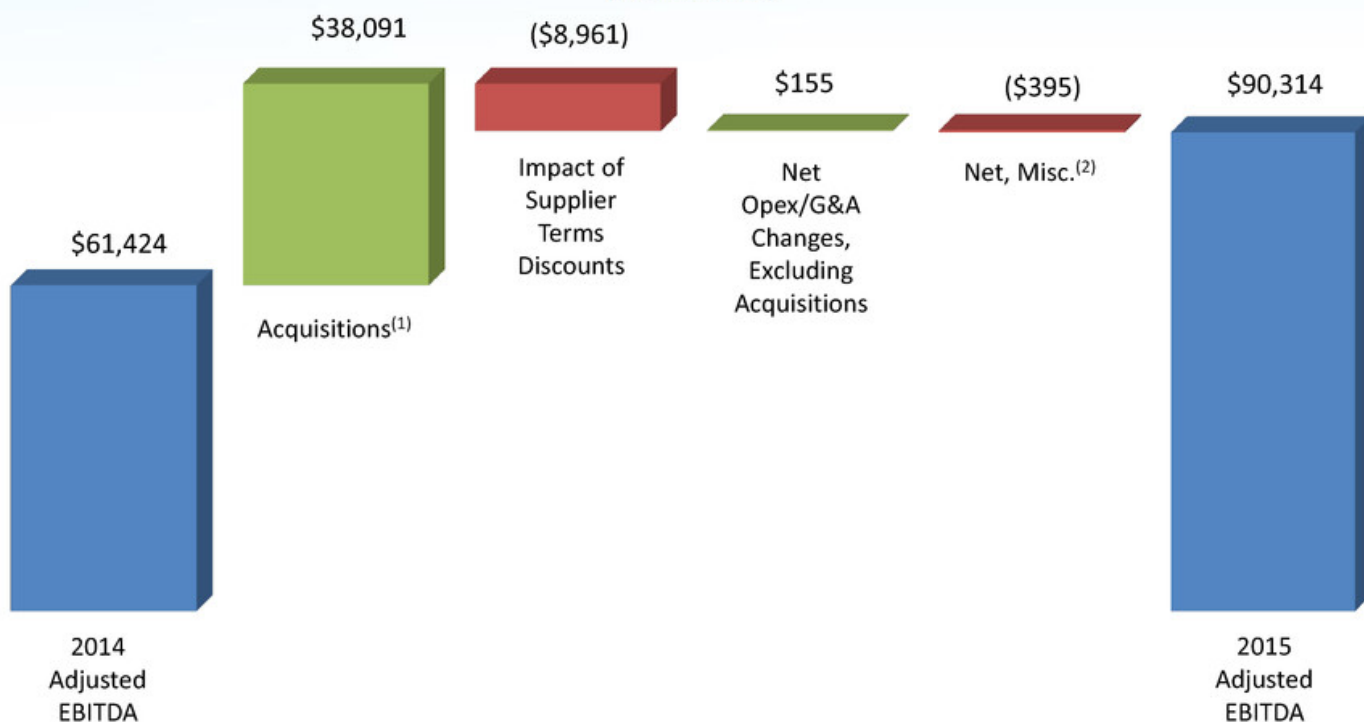 $38,091
($8,961)
$155
($395)
$90,314
$61,424
Impact of
Supplier
Terms
Discounts
Net
Opex/G&A
Changes,
Excluding
Acquisitions
Net, Misc.(2)
Acquisitions(1)
2014
Adjusted
EBITDA
2015
Adjusted
EBITDA